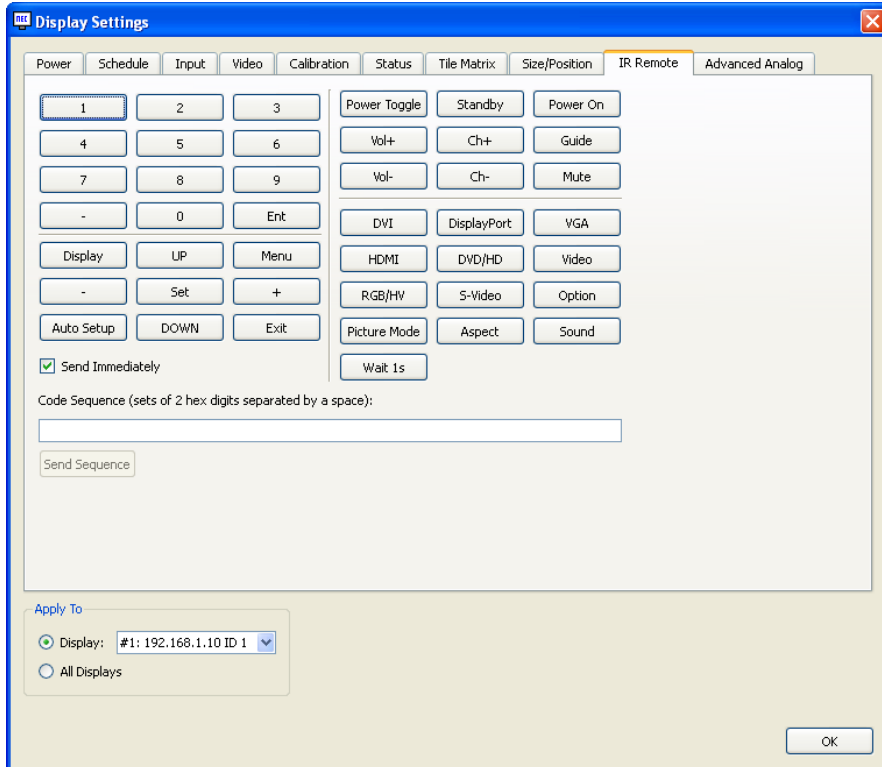 NEC Display Settings
Power Schedule Input Video Calibration Status Tile Matrix Size/Position IR Remote Advanced Analog
1 2 3 Power Toggle Standby Power On
4 5 6 Vol+ Ch+ Guide
7 8 9 Vol- Ch- Mute
- 0 Ent DVI DisplayPort VGA
Display UP Menu HDMI DVD/HD Video
- Set + RGB/HV S-Video Option
Auto Setup DOWN Exit Picture Mode Aspect Sound
Send Immediately Wait 1s
Code Sequence (sets of 2 hex digits separated by a space):
Send Sequence
Apply To
Display: #1: 192.168.1.10 ID 1
All Displays
OK